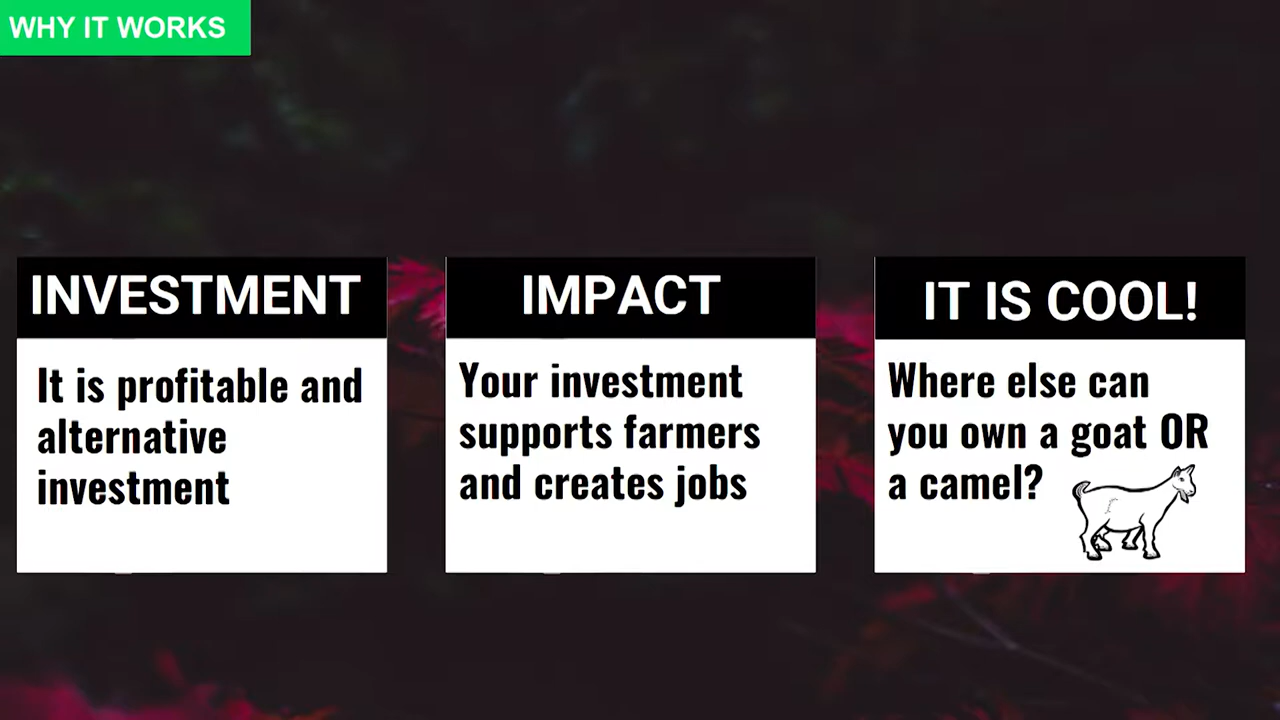 WHY IT WORKS
INVESTMENT
It is profitable and
alternative
investment
IMPACT
Your investment
supports farmers
and creates jobs
IT IS COOL!
Where else can
you own a goat OR
a camel?